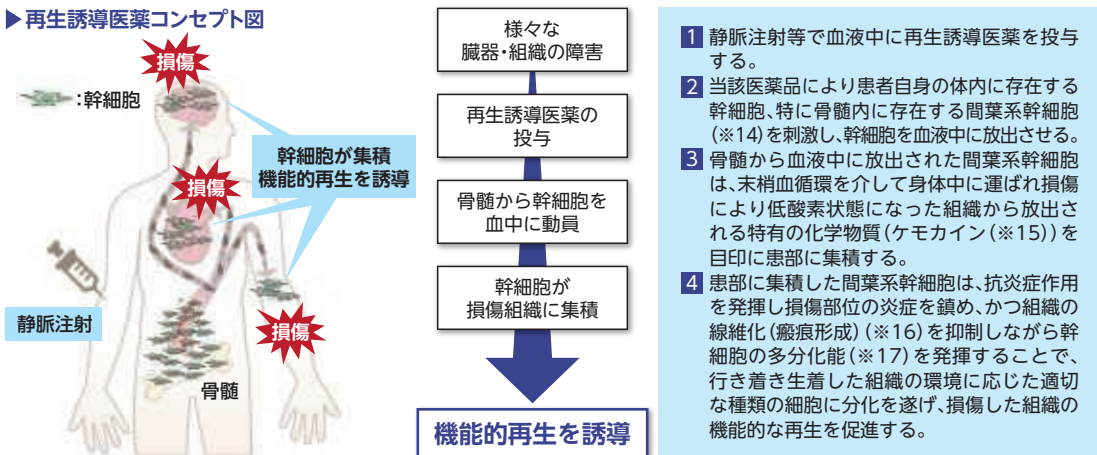 ▶再生誘導医薬コンセプト図
損傷
:幹細胞
幹細胞が集積
機能的再生を誘導
損傷
静脈注射
損傷
骨髄
様々な
臓器・組織の障害
再生誘導医薬の
投与
骨髄から幹細胞を
血中に動員
幹細胞が
損傷組織に集積
機能的再生を誘導
1 静脈注射等で血液中に再生誘導医薬を投与
する。
2 当該医薬品により患者自身の体内に存在する
幹細胞、特に骨髄内に存在する間葉系幹細胞
(※14)を刺激し、幹細胞を血液中に放出させる。
3 骨髄から血液中に放出された間葉系幹細胞
は、末梢血循環を介して身体中に運ばれ損傷
により低酸素状態になった組織から放出さ
れる特有の化学物質(ケモカイン(※15))を
目印に患部に集積する。
4 患部に集積した間葉系幹細胞は、抗炎症作用
を発揮し損傷部位の炎症を鎮め、かつ組織の
線維化(瘢痕形成)(※16)を抑制しながら幹
細胞の多分化能(※17)を発揮することで、
行き着き生着した組織の環境に応じた適切
な種類の細胞に分化を遂げ、損傷した組織の
機能的な再生を促進する。